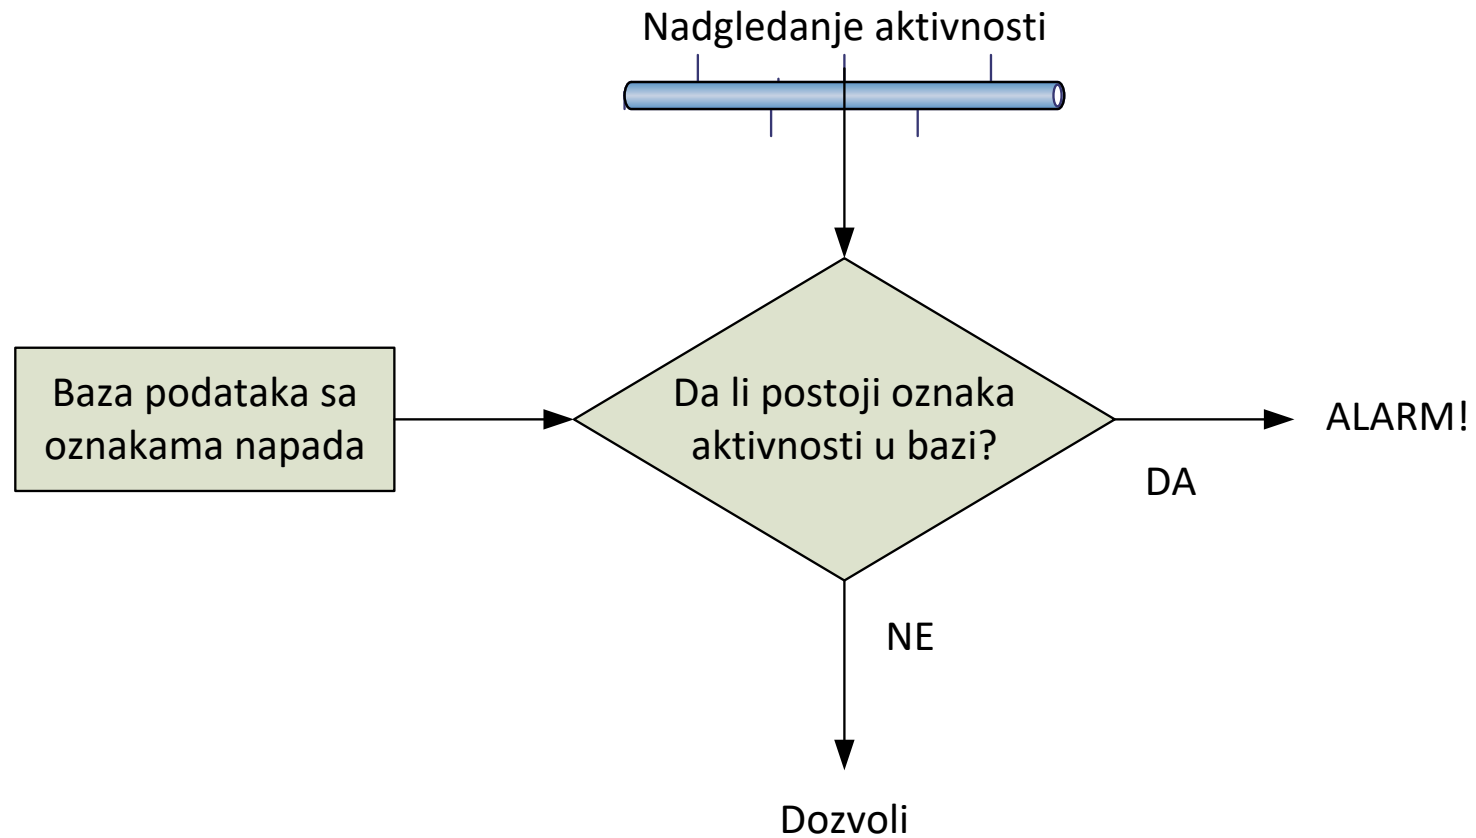 Nadgledanje aktivnosti
Baza podataka sa
oznakama napada
Da li postoji oznaka
aktivnosti u bazi?
ALARM!
DA
NE
Dozvoli